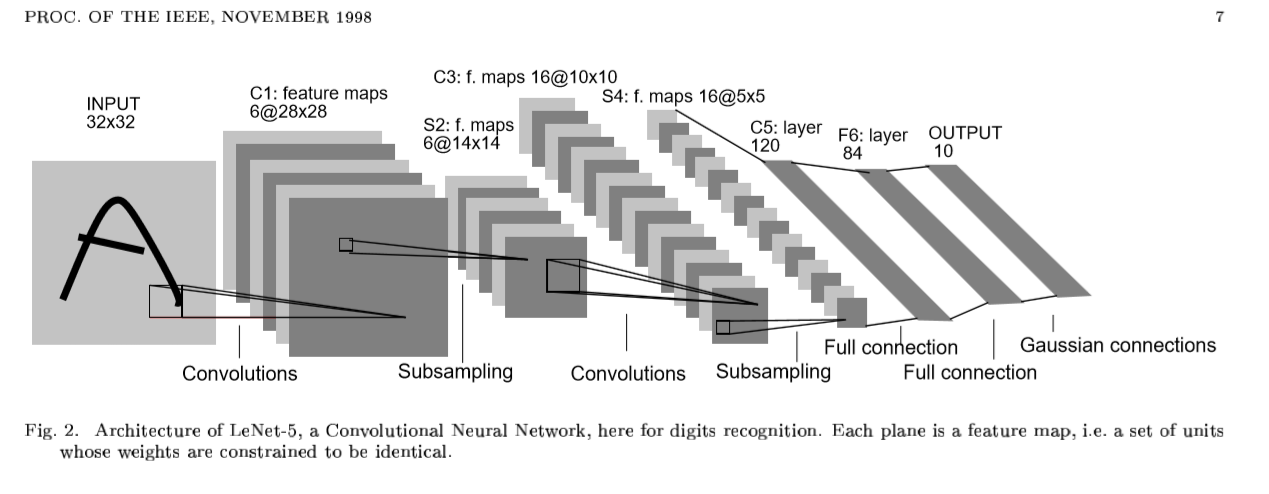 PROC. OF THE IEEE, NOVEMBER 1998
7
INPUT
32x32
C1: feature maps
6@28x28
S2: f. maps
6@14x14
C3: f. maps 16@10x10
S4: f. maps 16@5x5
C5: layer
120
F6: layer
84
OUTPUT
10
A
Convolutions
Subsampling
Convolutions
Subsampling
Full connection
Full connection
Gaussian connections
Fig. 2. Architecture of LeNet-5, a Convolutional Neural Network, here for digits recognition. Each plane is a feature map, i.e. a set of units
whose weights are constrained to be identical.